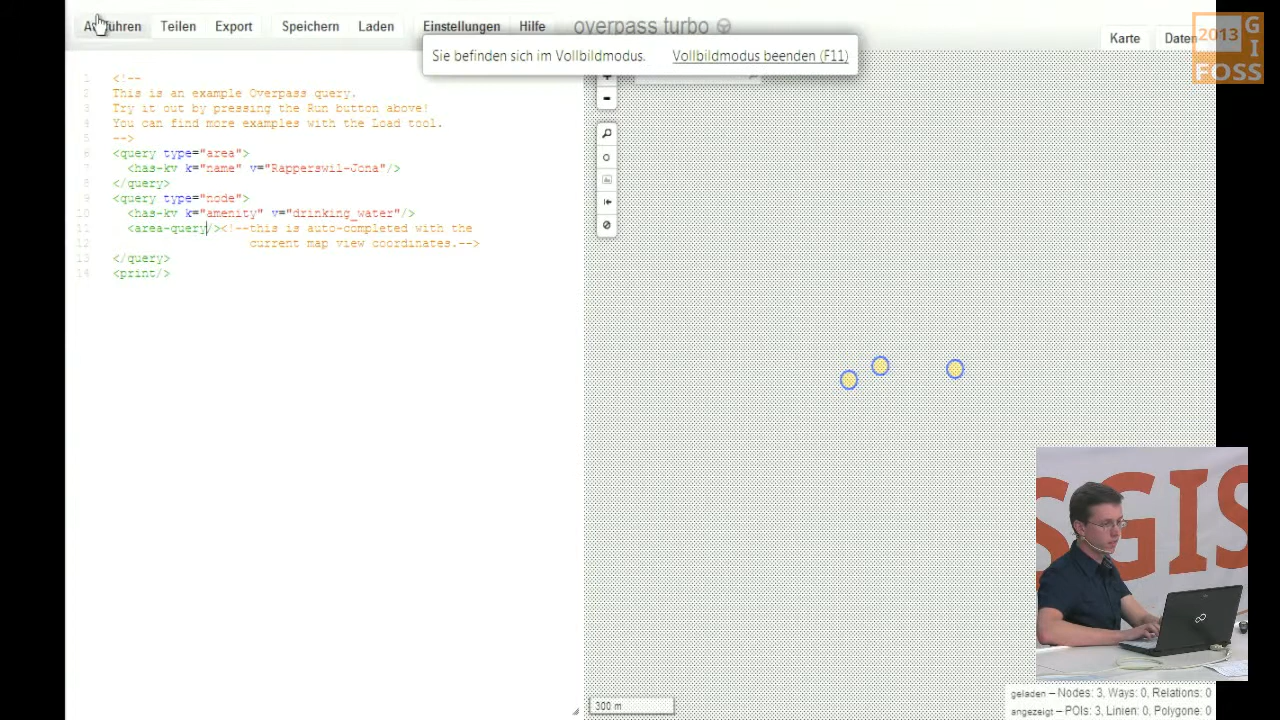 Ausführen Teilen Export Speichern Laden Einstellungen Hilfe overpass turbo
Sie befinden sich im Vollbildmodus. Vollbildmodus beenden (F11)
Karte Daten
2013
GI
FOSS
1 <!--
2 This is an example Overpass query.
3 Try it out by pressing the Run button above!
4 You can find more examples with the Load tool.
5 -->
6 <query type="area">
7 <has-kv k="name" v="Rapperswil-Jona"/>
8 </query>
9 <query type="node">
10 <has-kv k="amenity" v="drinking_water"/>
11 <area-query/><!--this is auto-completed with the
12 current map view coordinates.-->
13 </query>
14 <print/>
SGIS
300 m
geladen – Nodes: 3, Ways: 0, Relations: 0
angezeigt – POIs: 3, Linien: 0, Polygone: 0